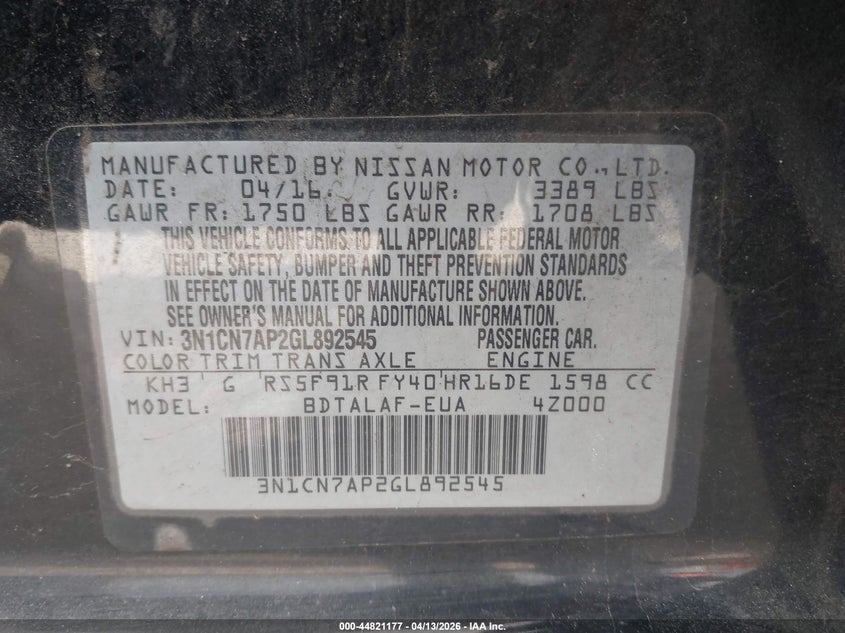 MANUFACTURED BY NISSAN MOTOR CO., LTD.
DATE: 04/16. GVWR: 3389 LBS
GAWR FR: 1750 LBS GAWR RR: 1708 LBS
THIS VEHICLE CONFORMS TO ALL APPLICABLE FEDERAL MOTOR
VEHICLE SAFETY, BUMPER AND THEFT PREVENTION STANDARDS
IN EFFECT ON THE DATE OF MANUFACTURE SHOWN ABOVE.
SEE OWNER'S MANUAL FOR ADDITIONAL INFORMATION.
VIN: 3N1CN7AP2GL892545 PASSENGER CAR.
COLOR TRIM TRANS AXLE ENGINE
KH3 G RS5F91R FY40 HR16DE 1598 CC
MODEL: BDTALAF-EUA 4Z000
3N1CN7AP2GL892545
000-44821177 - 04/13/2026 - IAA Inc.